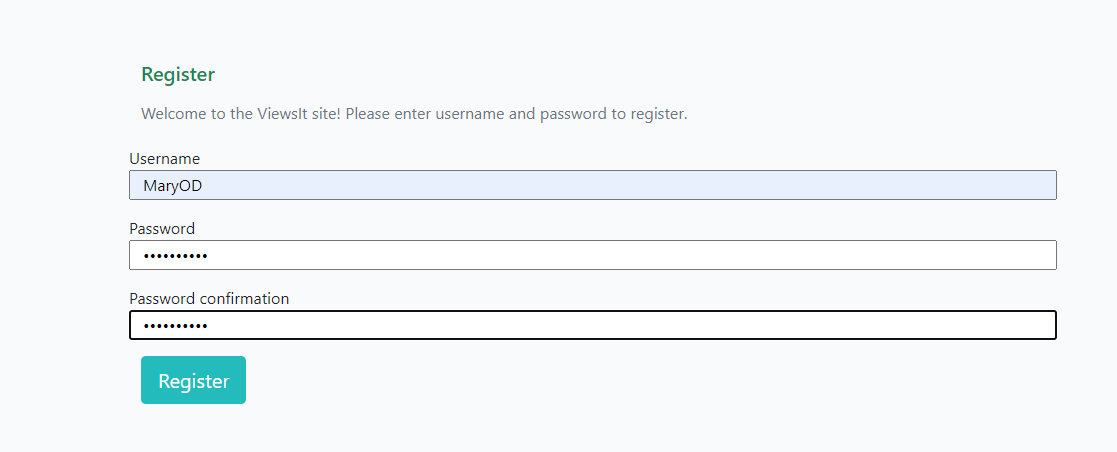 Register
Welcome to the ViewsIt site! Please enter username and password to register.
Username
MaryOD
Password
••••••••••
Password confirmation
••••••••••
Register